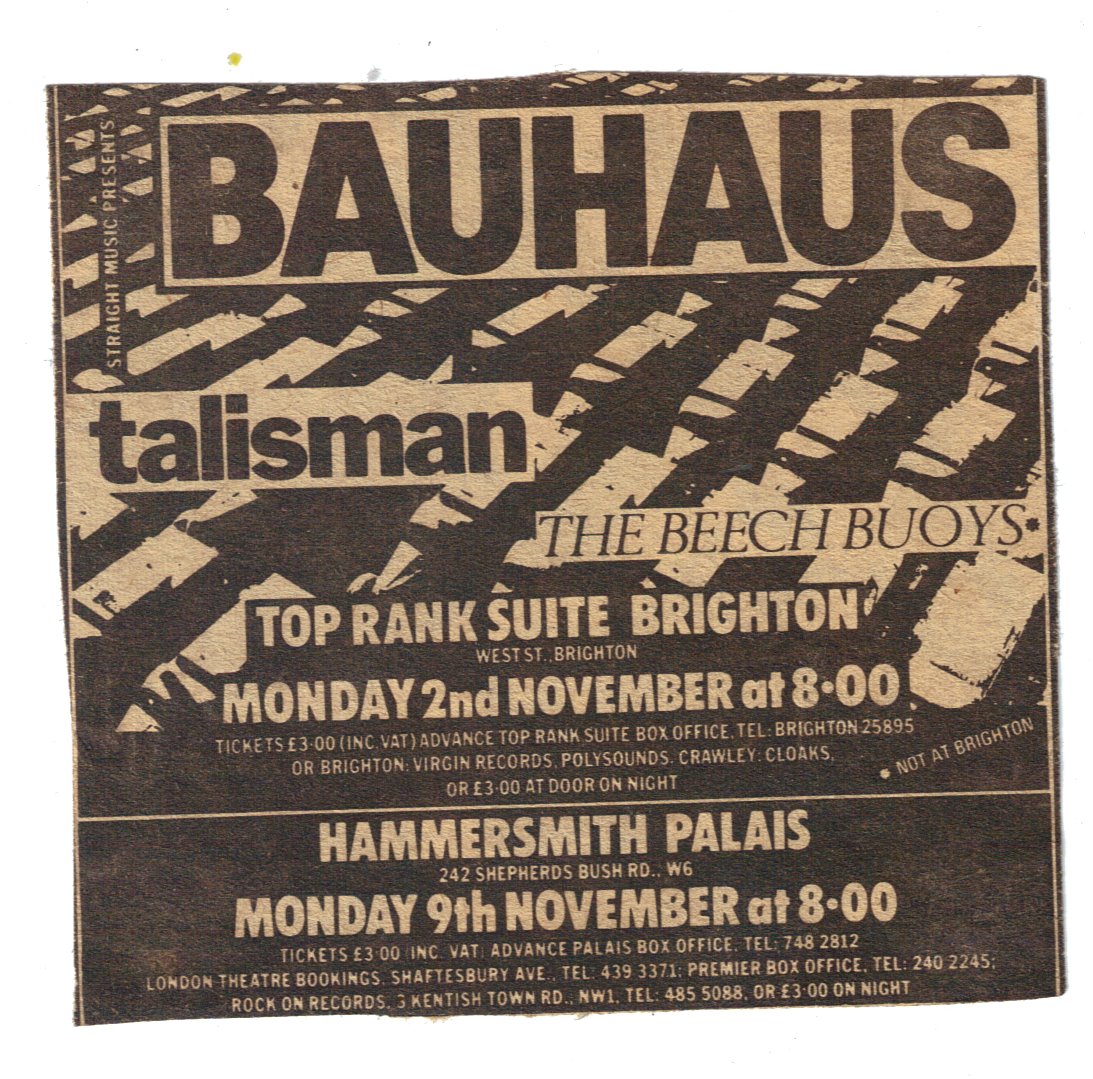 STRAIGHT MUSIC PRESENTS
BAUHAUS
talisman
THE BEECH BUOYS*
TOP RANK SUITE BRIGHTON
WEST ST., BRIGHTON
MONDAY 2nd NOVEMBER at 8·00
TICKETS £3·00 (INC. VAT) ADVANCE TOP RANK SUITE BOX OFFICE, TEL: BRIGHTON 25895
OR BRIGHTON: VIRGIN RECORDS, POLYSOUNDS. CRAWLEY: CLOAKS,
OR £3·00 AT DOOR ON NIGHT
* NOT AT BRIGHTON
HAMMERSMITH PALAIS
242 SHEPHERDS BUSH RD., W6
MONDAY 9th NOVEMBER at 8·00
TICKETS £3·00 (INC. VAT) ADVANCE PALAIS BOX OFFICE, TEL: 748 2812
LONDON THEATRE BOOKINGS, SHAFTESBURY AVE., TEL: 439 3371; PREMIER BOX OFFICE, TEL: 240 2245;
ROCK ON RECORDS, 3 KENTISH TOWN RD., NW1, TEL: 485 5088, OR £3·00 ON NIGHT